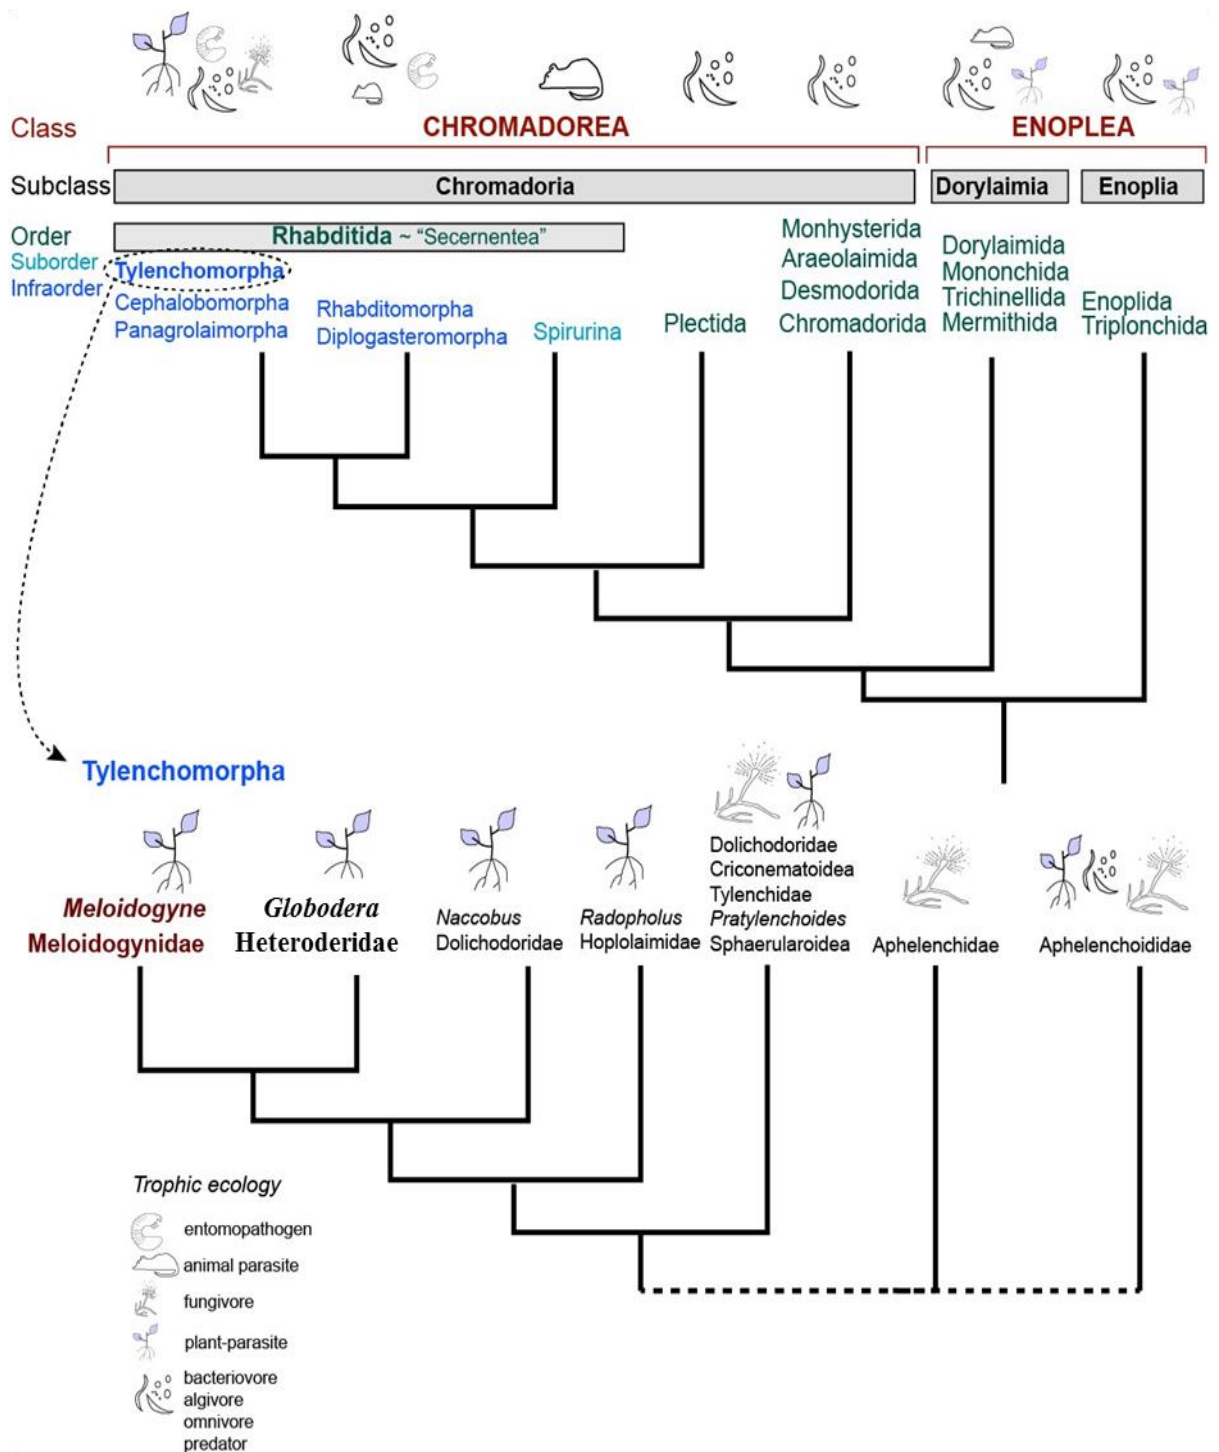 Class
CHROMADOREA
ENOPLEA
Subclass
Chromadoria
Dorylaimia
Enoplia
Order
Suborder
Infraorder
Rhabditida ~ “Secernentea”
Tylenchomorpha
Cephalobomorpha
Panagrolaimorpha
Rhabditomorpha
Diplogasteromorpha
Spirurina
Plectida
Monhysterida
Araeolaimida
Desmodorida
Chromadorida
Dorylaimida
Mononchida
Trichinellida
Mermithida
Enoplida
Triplonchida
Tylenchomorpha
Meloidogyne
Meloidogynidae
Globodera
Heteroderidae
Naccobus
Dolichodoridae
Radopholus
Hoplolaimidae
Dolichodoridae
Criconematoidea
Tylenchidae
Pratylenchoides
Sphaerularoidea
Aphelenchidae
Aphelenchoididae
Trophic ecology
entomopathogen
animal parasite
fungivore
plant-parasite
bacteriovore
algivore
omnivore
predator